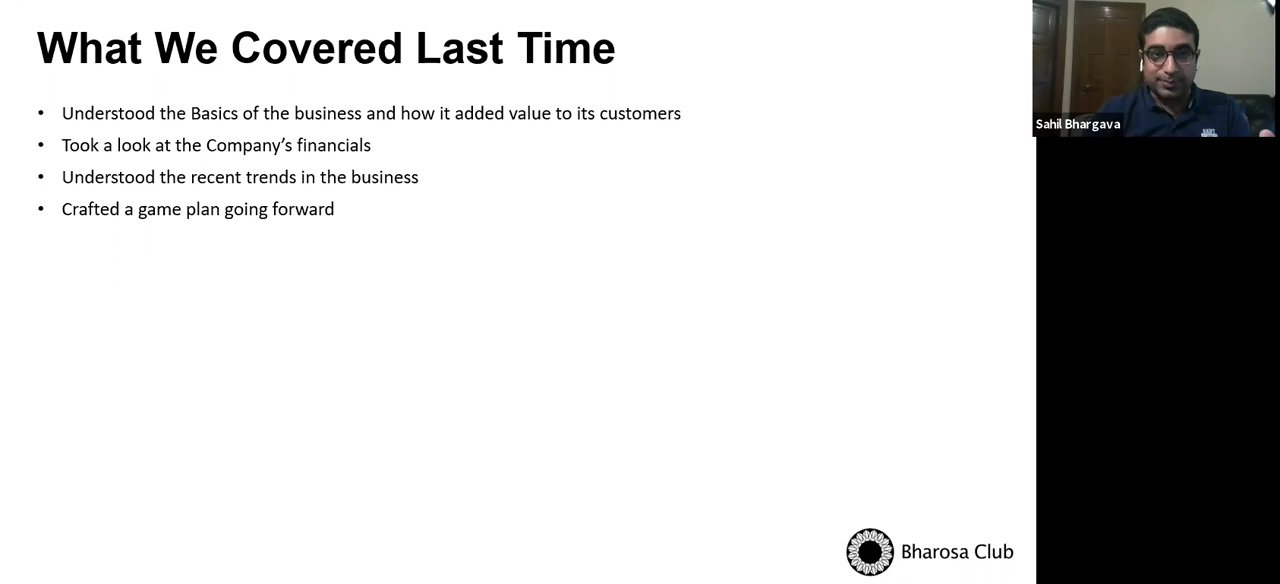 What We Covered Last Time
• Understood the Basics of the business and how it added value to its customers
• Took a look at the Company’s financials
• Understood the recent trends in the business
• Crafted a game plan going forward
Sahil Bhargava
Bharosa Club